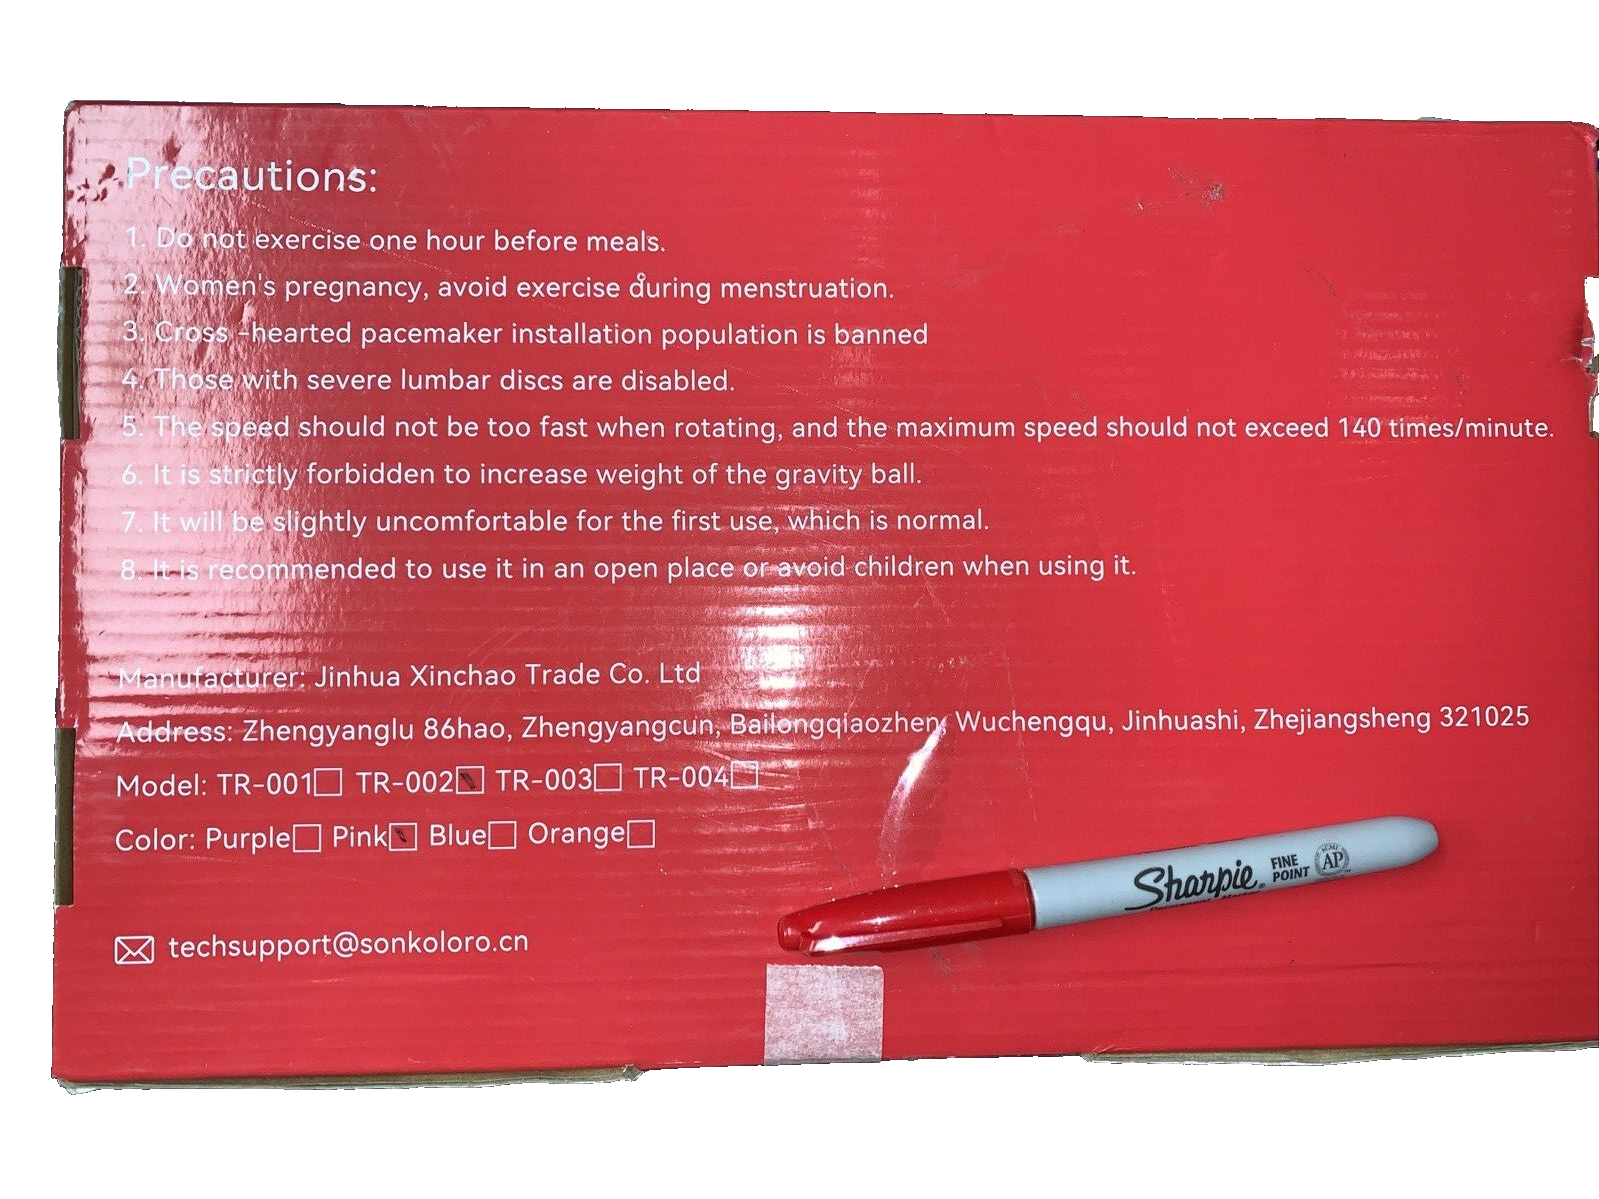 Precautions:
1. Do not exercise one hour before meals.
2. Women's pregnancy, avoid exercise during menstruation.
3. Cross -hearted pacemaker installation population is banned
4. Those with severe lumbar discs are disabled.
5. The speed should not be too fast when rotating, and the maximum speed should not exceed 140 times/minute.
6. It is strictly forbidden to increase weight of the gravity ball.
7. It will be slightly uncomfortable for the first use, which is normal.
8. It is recommended to use it in an open place or avoid children when using it.
Manufacturer: Jinhua Xinchao Trade Co. Ltd
Address: Zhengyanglu 86hao, Zhengyangcun, Bailongqiaozhen, Wuchengqu, Jinhuashi, Zhejiangsheng 321025
Model: TR-001 TR-002 TR-003 TR-004
Color: Purple Pink Blue Orange
techsupport@sonkoloro.cn
Sharpie FINE POINT AP